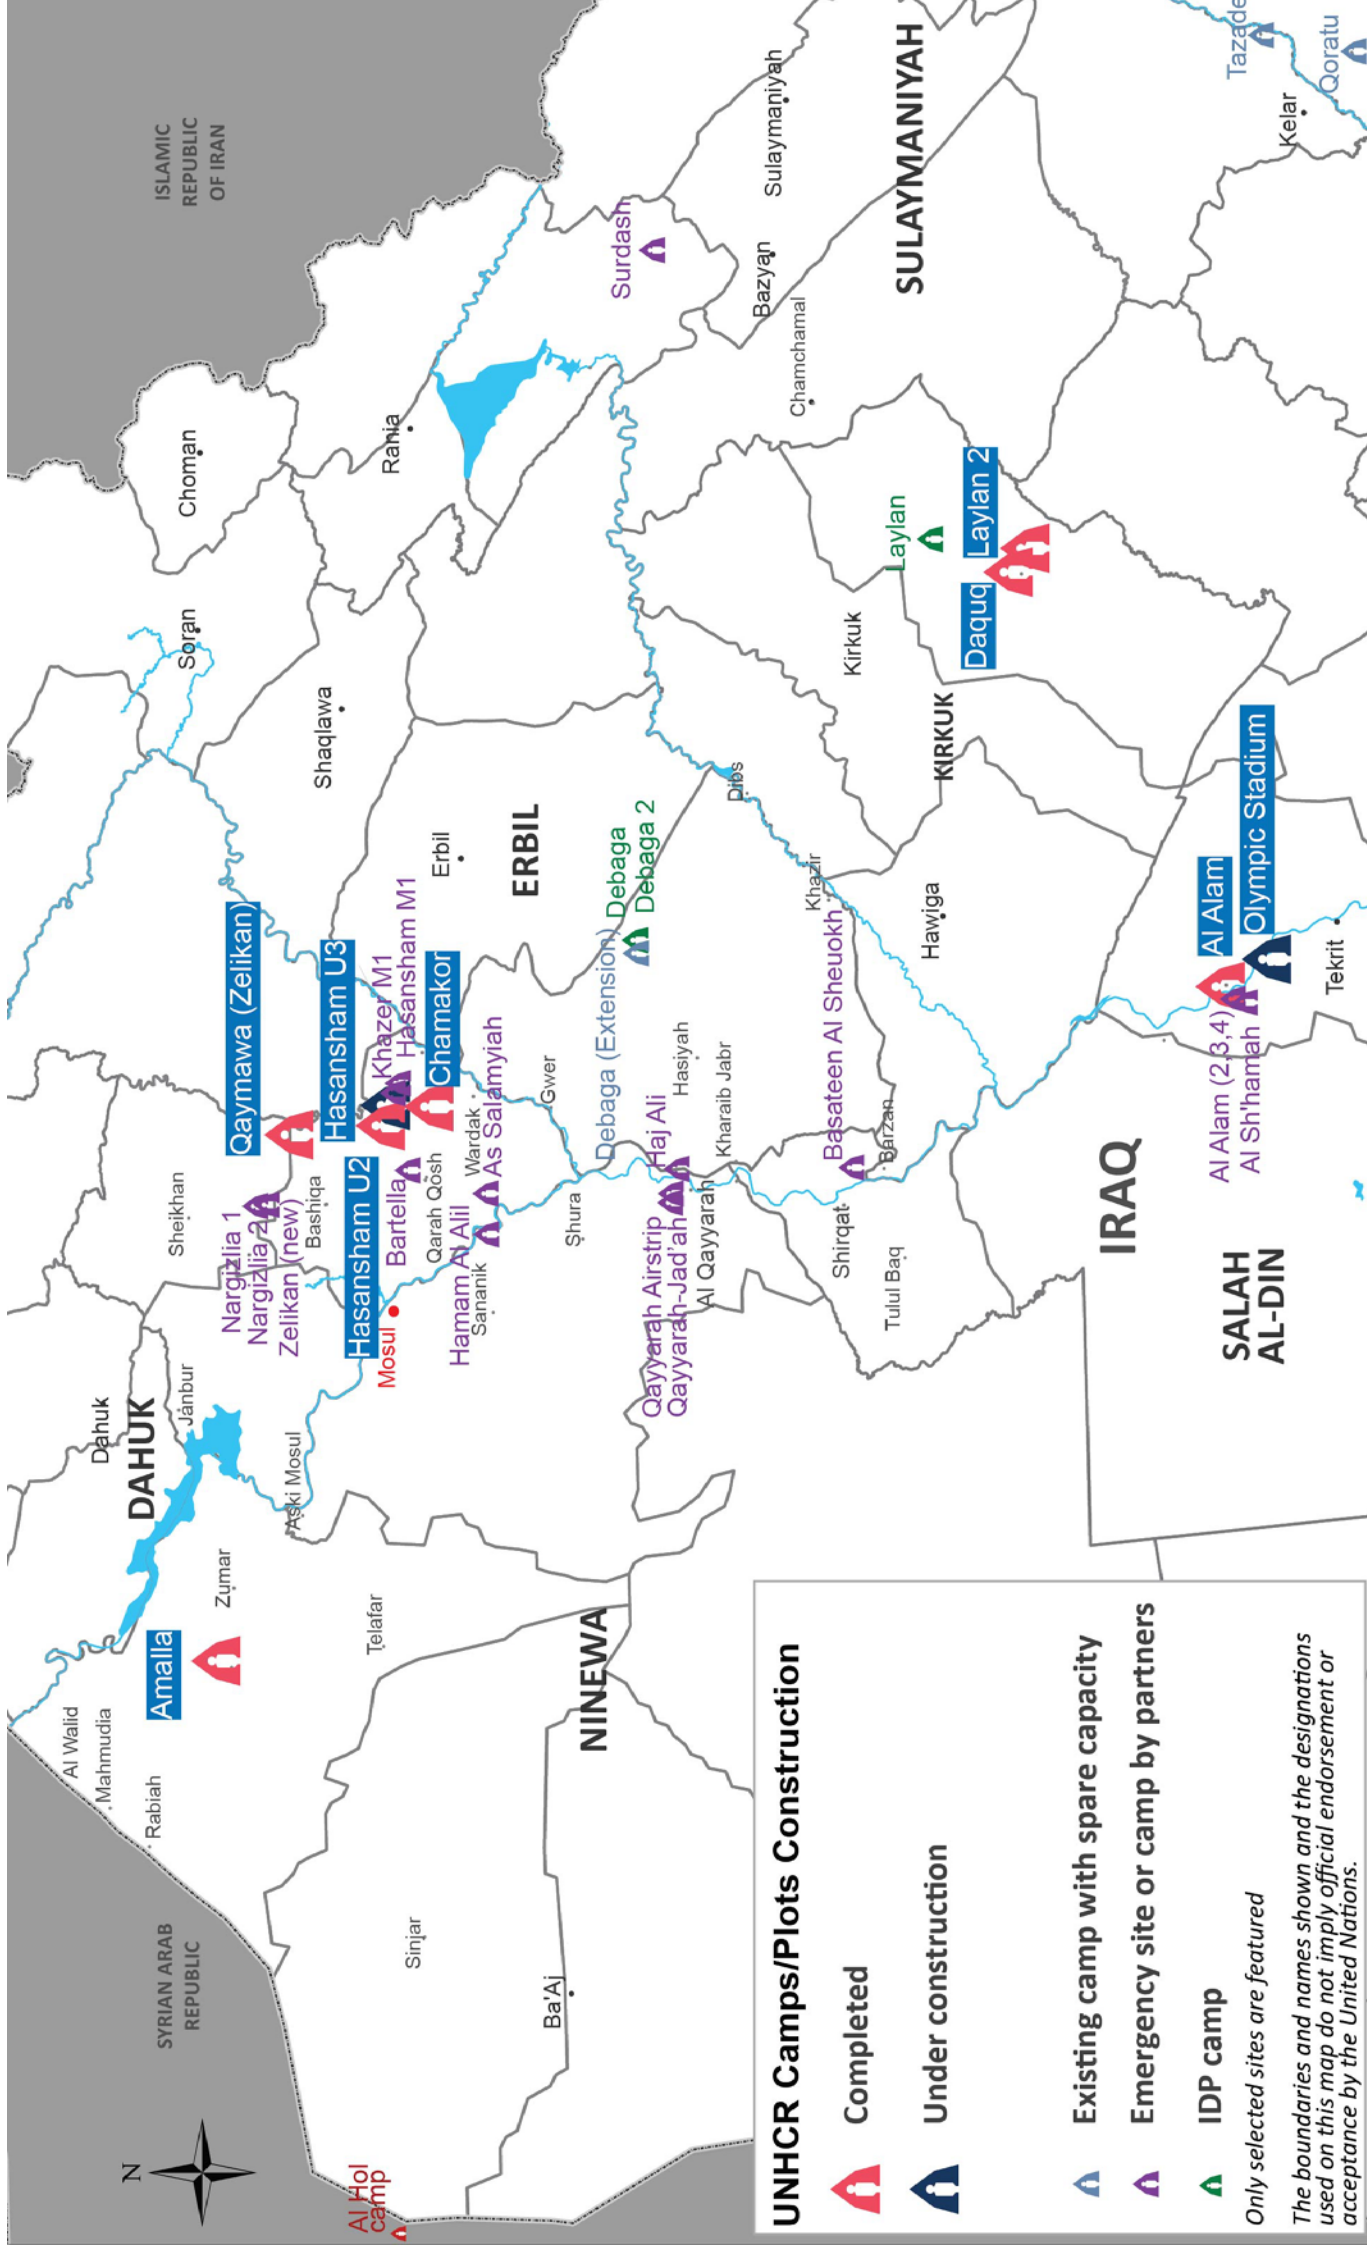 N
SYRIAN ARAB
REPUBLIC
ISLAMIC
REPUBLIC
OF IRAN
Al Walid
Mahmudia
Rabiah
Amalla
Zumar
DAHUK
Dahuk
Janbur
Aski Mosul
Telafar
Sinjar
Ba'Aj
NINEWA
Al Hol
camp
Sheikhan
Nargizlia 1
Nargizlia 2
Zelikan (new)
Bashiqa
Qaymawa (Zelikan)
Hasansham U3
Hasansham U2
Mosul
Khazer M1
Hasansham M1
Chamakor
Bartella
Qarah Qosh
Wardak
As Salamyiah
Hamam Al Alil
Sananik
Gwer
Shura
Choman
Soran
Rania
Shaqlawa
Erbil
ERBIL
Debaga
Debaga 2
Debaga (Extension)
Haj Ali
Hasiyah
Kharaib Jabr
Qayyarah Airstrip
Qayyarah-Jad'ah
Al Qayyarah
Dibs
Khazir
Basateen Al Sheuokh
Barzan
Shirqat
Tulul Baq
Hawiga
Kirkuk
KIRKUK
Laylan
Laylan 2
Daquq
Surdash
Sulaymaniyah
Bazyan
Chamchamal
SULAYMANIYAH
Kelar
Tazade
Qoratu
Al Alam
Olympic Stadium
Al Alam (2,3,4)
Al Sh'hamah
Tekrit
IRAQ
SALAH
AL-DIN
UNHCR Camps/Plots Construction
Completed
Under construction
Existing camp with spare capacity
Emergency site or camp by partners
IDP camp
Only selected sites are featured
The boundaries and names shown and the designations
used on this map do not imply official endorsement or
acceptance by the United Nations.